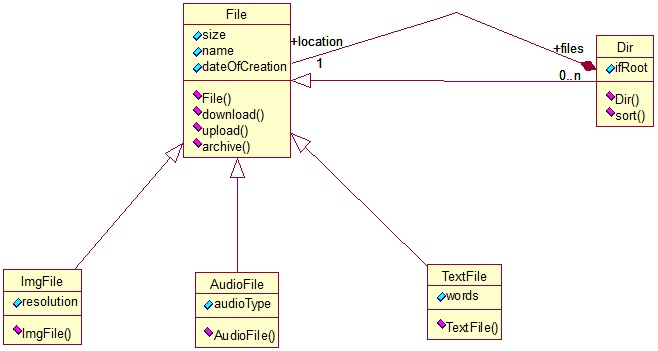 File
size
name
dateOfCreation
File()
download()
upload()
archive()
+location
1
+files
0..n
Dir
ifRoot
Dir()
sort()
ImgFile
resolution
ImgFile()
AudioFile
audioType
AudioFile()
TextFile
words
TextFile()